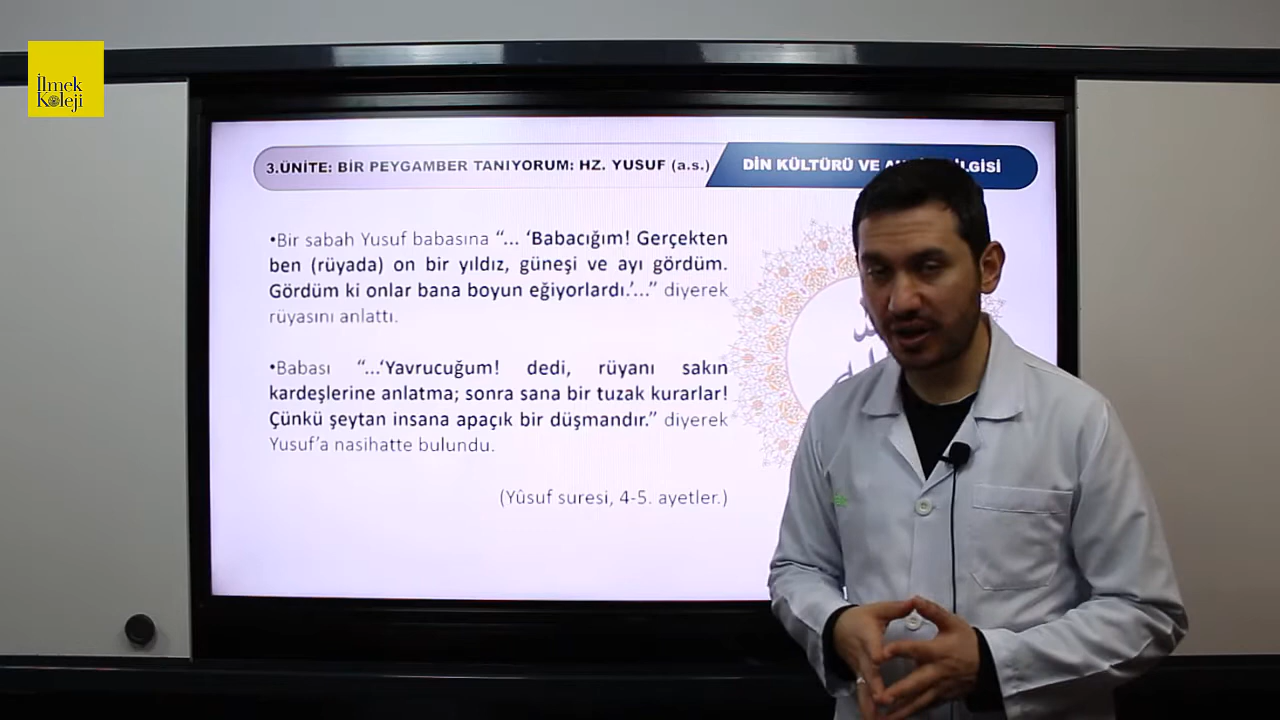 İlmek
Koleji
3.ÜNİTE: BİR PEYGAMBER TANIYORUM: HZ. YUSUF (a.s.)
DİN KÜLTÜRÜ VE
•Bir sabah Yusuf babasına “... ‘Babacığım! Gerçekten
ben (rüyada) on bir yıldız, güneşi ve ayı gördüm.
Gördüm ki onlar bana boyun eğiyorlardı.’...” diyerek
rüyasını anlattı.
•Babası “...‘Yavrucuğum! dedi, rüyanı sakın
kardeşlerine anlatma; sonra sana bir tuzak kurarlar!
Çünkü şeytan insana apaçık bir düşmandır.” diyerek
Yusuf’a nasihatte bulundu.
(Yûsuf suresi, 4-5. ayetler.)